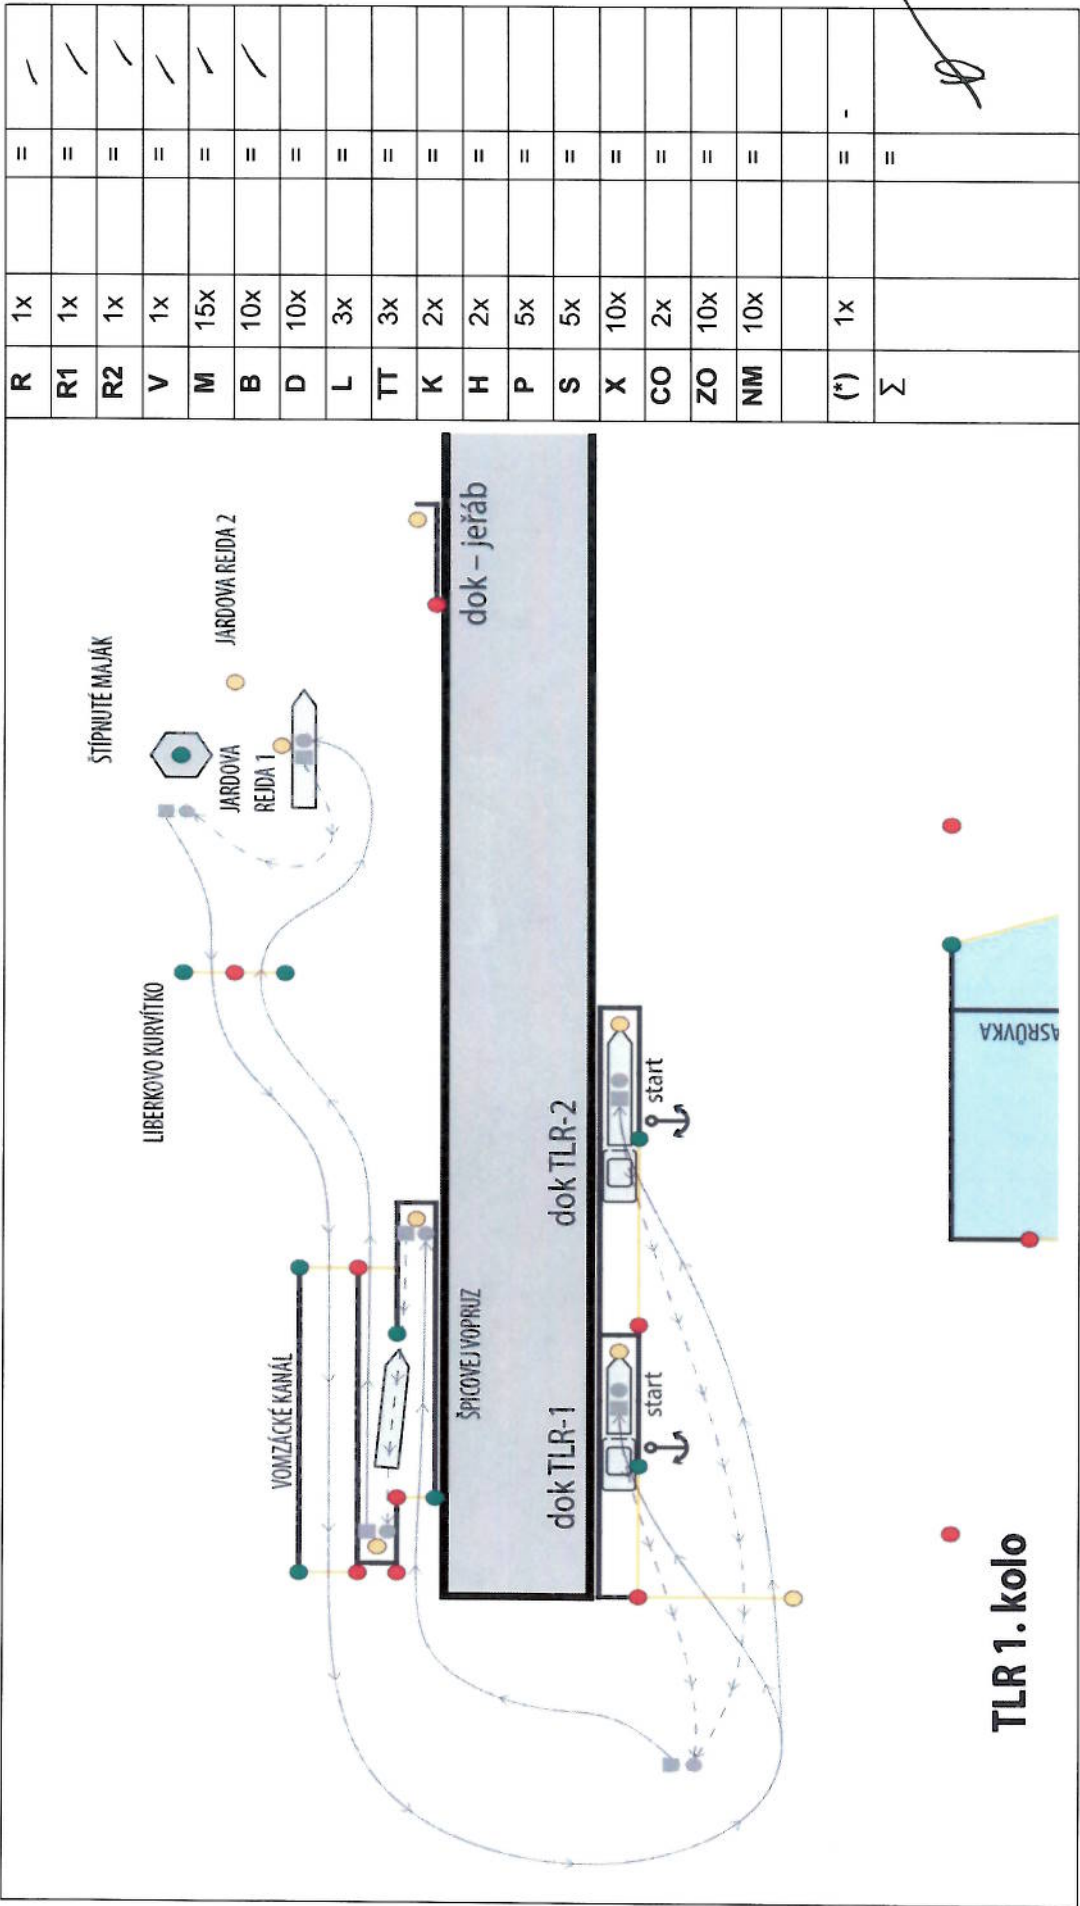 R 1x = /
R1 1x = /
R2 1x = /
V 1x = /
M 15x = /
B 10x = /
D 10x =
L 3x =
TT 3x =
K 2x =
H 2x =
P 5x =
S 5x =
X 10x =
CO 2x =
ZO 10x =
NM 10x =
(*) 1x = -
Σ =
ŠTÍPNUTÉ MAJÁK
JARDOVA REJDA 2
JARDOVA
REJDA 1
LIBERKOVO KURVÍTKO
VOMZÁCKÉ KANÁL
ŠPICOVEJ VOPRUZ
dok – jeřáb
dok TLR-1
dok TLR-2
start
start
ASRŮVKA
TLR 1. kolo